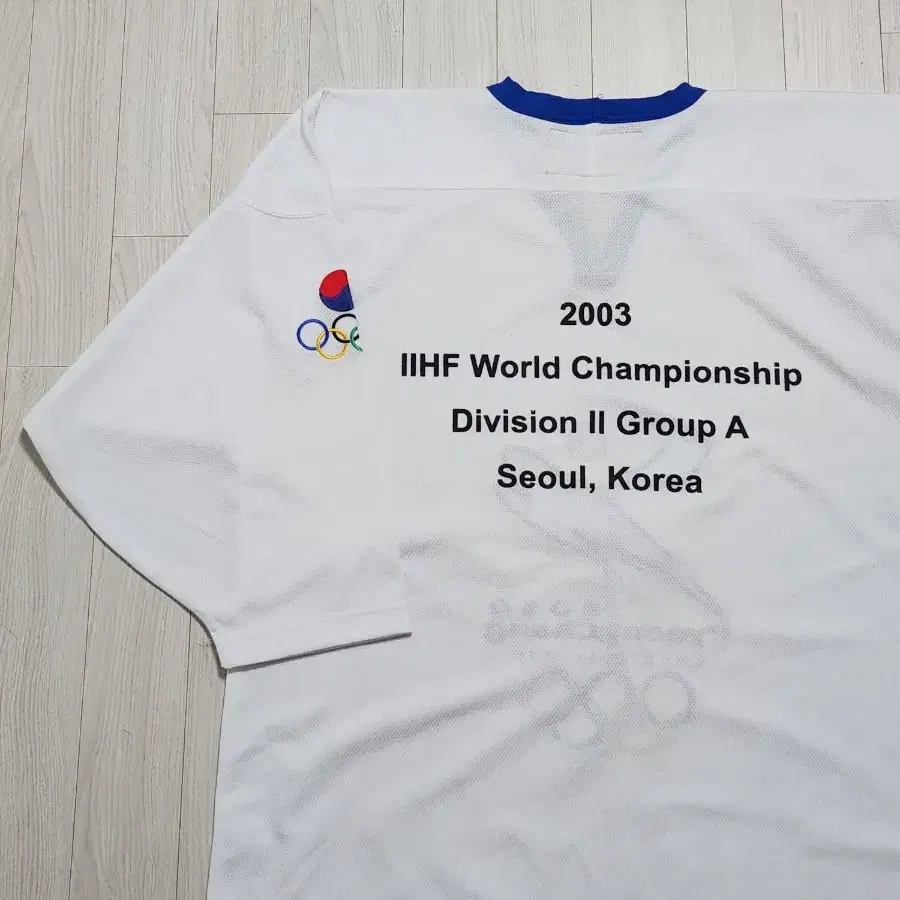 2003
IIHF World Championship
Division II Group A
Seoul, Korea